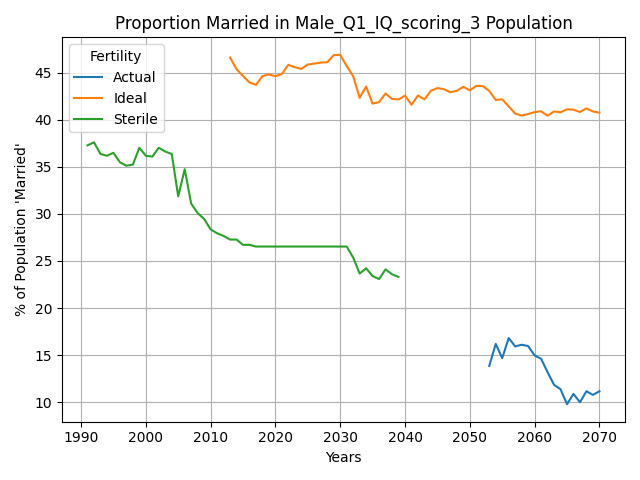 Proportion Married in Male_Q1_IQ_scoring_3 Population
Fertility
Actual
Ideal
Sterile
% of Population 'Married'
45
40
35
30
25
20
15
10
1990 2000 2010 2020 2030 2040 2050 2060 2070
Years